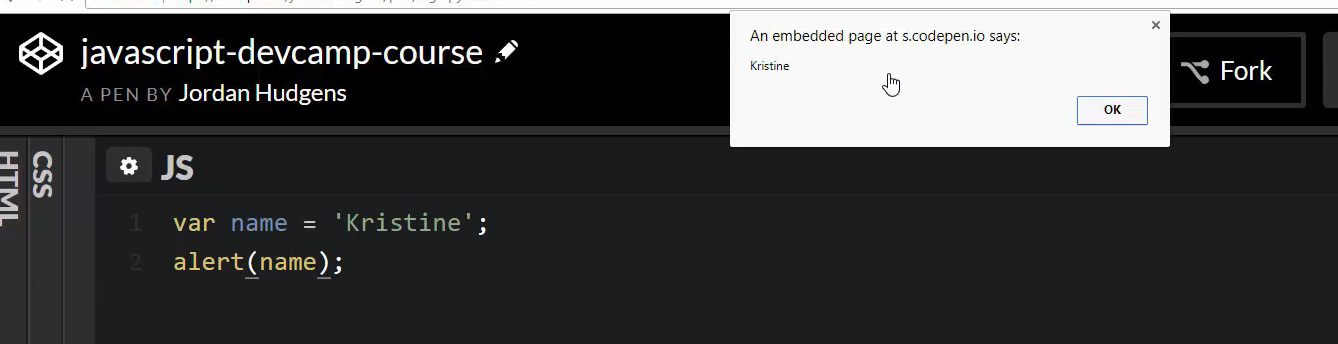 javascript-devcamp-course
A PEN BY Jordan Hudgens
An embedded page at s.codepen.io says:
Kristine
OK
Fork
HTML
CSS
JS
1 var name = 'Kristine';
2 alert(name);